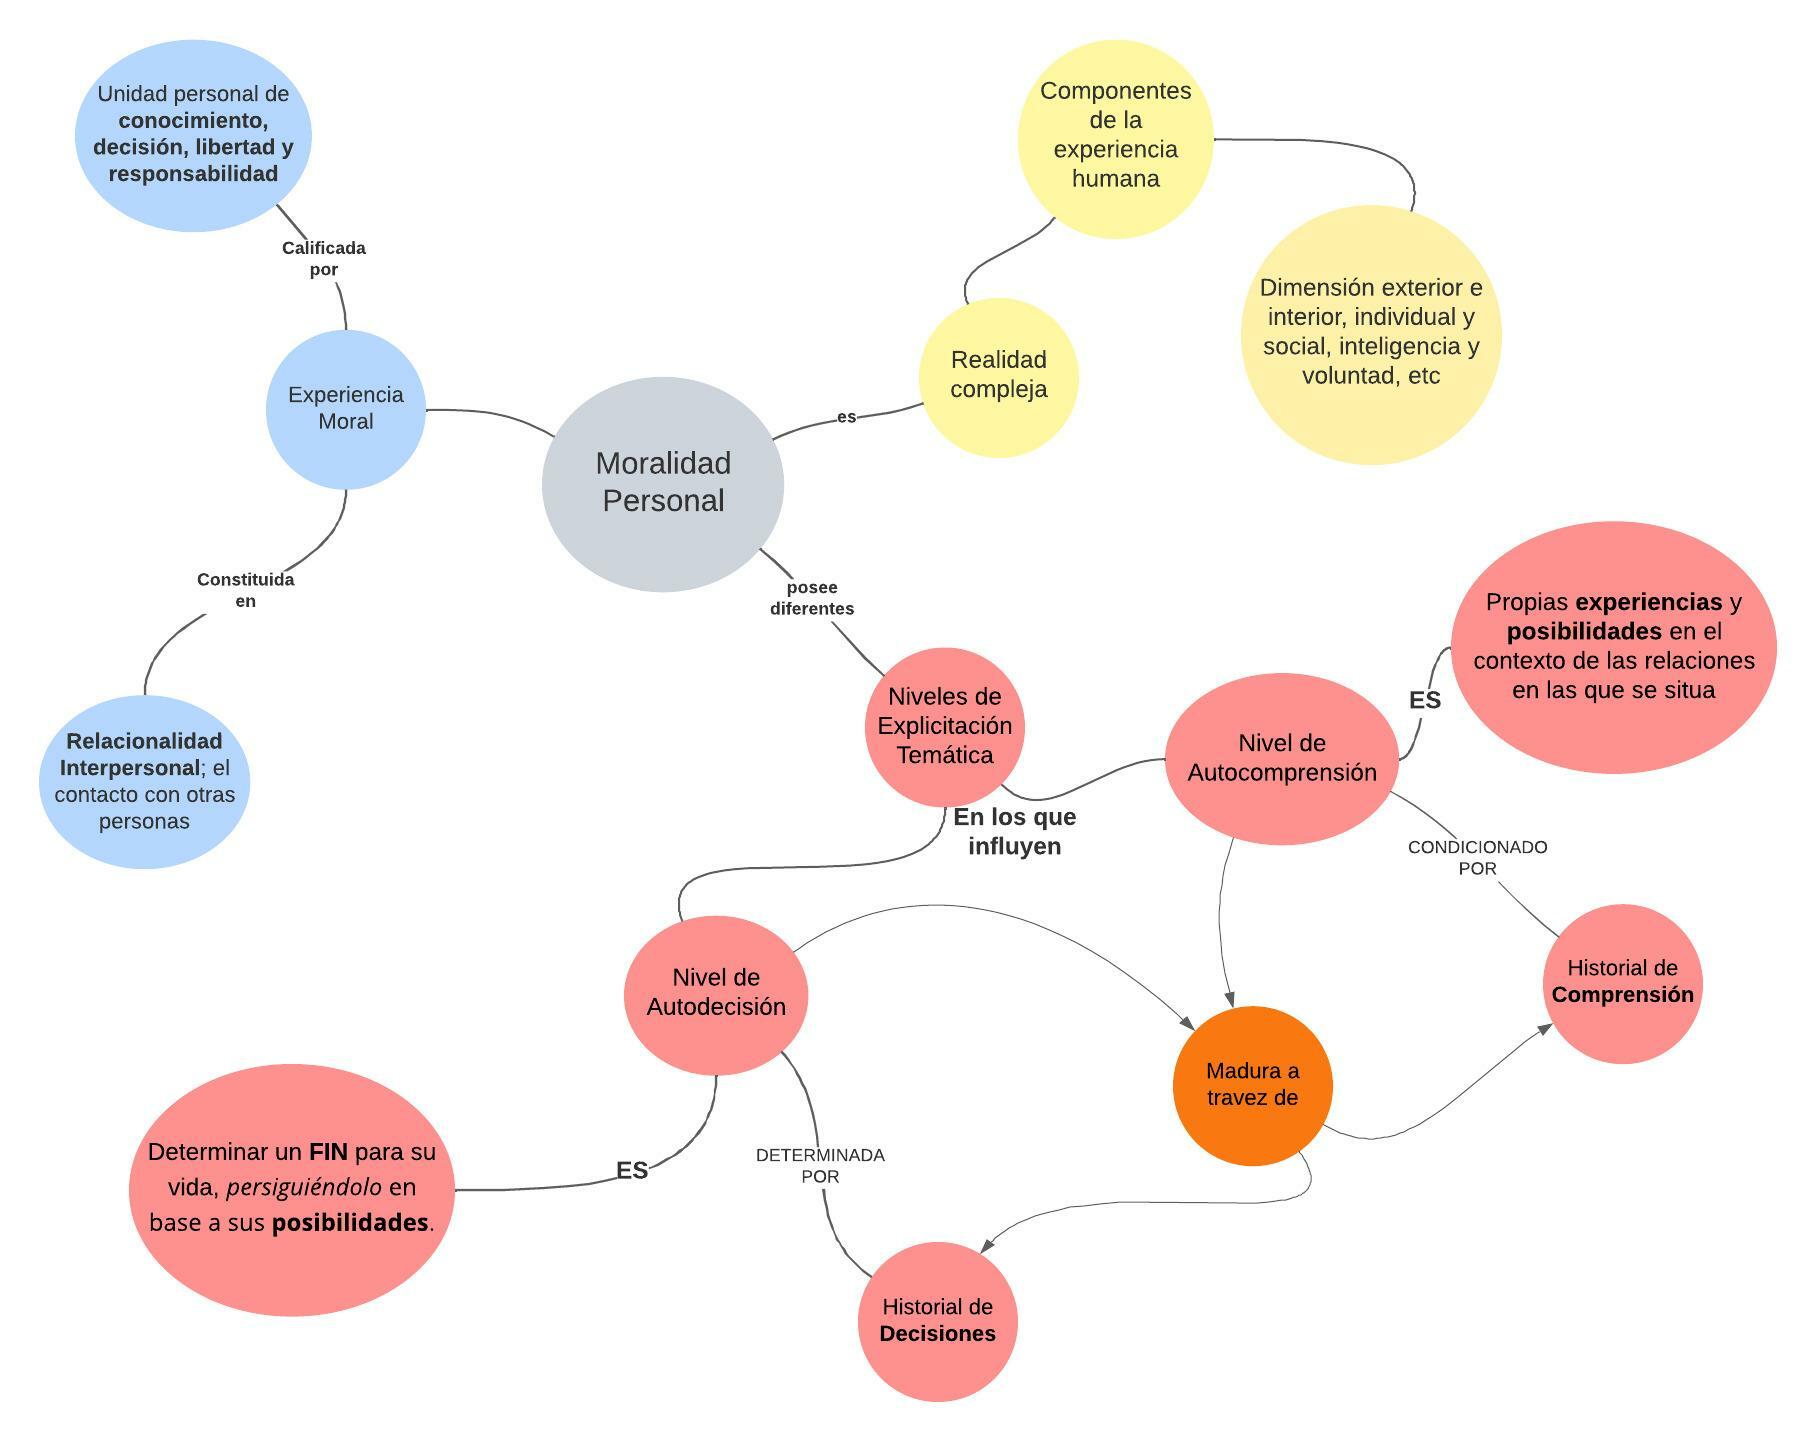 Unidad personal de
conocimiento,
decisión, libertad y
responsabilidad
Calificada
por
Experiencia
Moral
Constituida
en
Relacionalidad
Interpersonal; el
contacto con otras
personas
Moralidad
Personal
es
Realidad
compleja
Componentes
de la
experiencia
humana
Dimensión exterior e
interior, individual y
social, inteligencia y
voluntad, etc
posee
diferentes
Niveles de
Explicitación
Temática
En los que
influyen
Nivel de
Autocomprensión
ES
Propias experiencias y
posibilidades en el
contexto de las relaciones
en las que se situa
CONDICIONADO
POR
Historial de
Comprensión
Nivel de
Autodecisión
Madura a
travez de
ES
Determinar un FIN para su
vida, persiguiéndolo en
base a sus posibilidades.
DETERMINADA
POR
Historial de
Decisiones